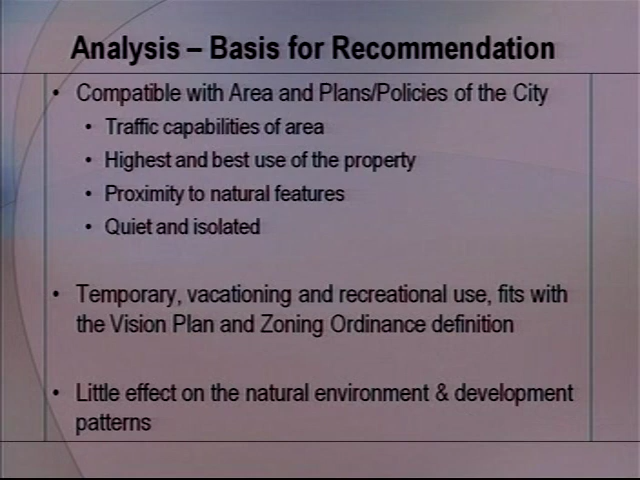 Analysis – Basis for Recommendation
• Compatible with Area and Plans/Policies of the City
• Traffic capabilities of area
• Highest and best use of the property
• Proximity to natural features
• Quiet and isolated
• Temporary, vacationing and recreational use, fits with
the Vision Plan and Zoning Ordinance definition
• Little effect on the natural environment & development
patterns